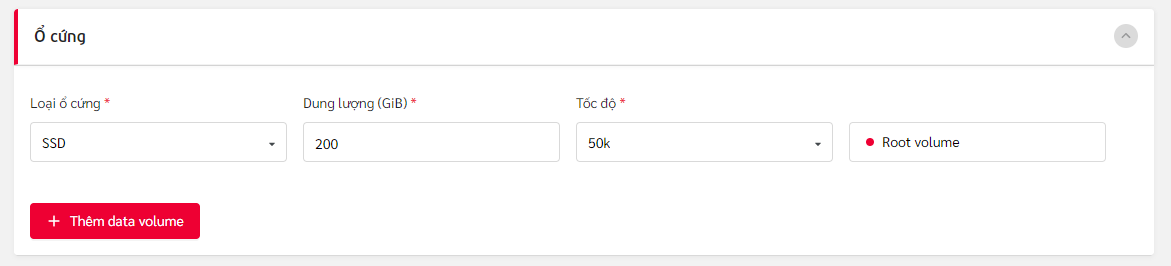 Ổ cứng
Loại ổ cứng * Dung lượng (GiB) * Tốc độ *
SSD 200 50k Root volume
+ Thêm data volume